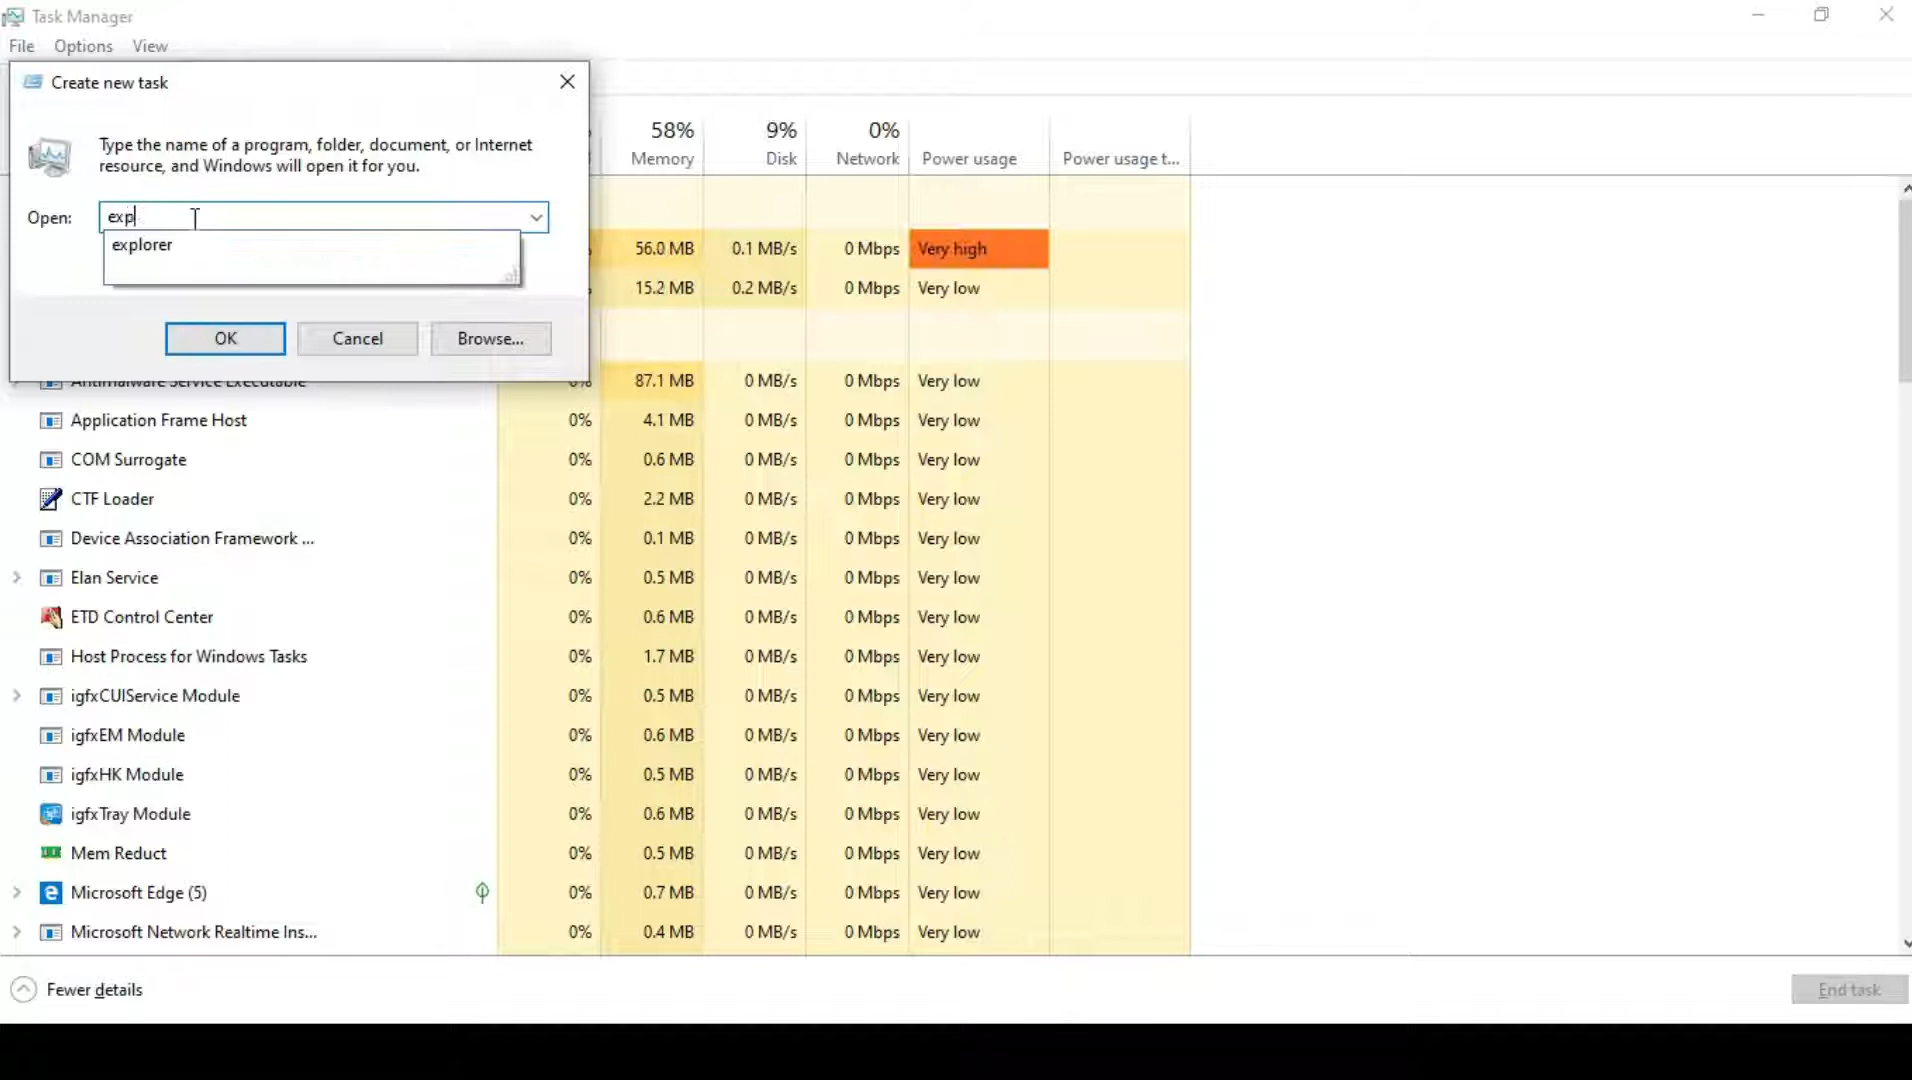 Task Manager
File Options View
Create new task
Type the name of a program, folder, document, or Internet
resource, and Windows will open it for you.
Open: exp
explorer
OK Cancel Browse...
58% 9% 0%
Memory Disk Network Power usage Power usage t...
56.0 MB 0.1 MB/s 0 Mbps Very high
15.2 MB 0.2 MB/s 0 Mbps Very low
Antimalware Service Executable 0% 87.1 MB 0 MB/s 0 Mbps Very low
Application Frame Host 0% 4.1 MB 0 MB/s 0 Mbps Very low
COM Surrogate 0% 0.6 MB 0 MB/s 0 Mbps Very low
CTF Loader 0% 2.2 MB 0 MB/s 0 Mbps Very low
Device Association Framework ... 0% 0.1 MB 0 MB/s 0 Mbps Very low
Elan Service 0% 0.5 MB 0 MB/s 0 Mbps Very low
ETD Control Center 0% 0.6 MB 0 MB/s 0 Mbps Very low
Host Process for Windows Tasks 0% 1.7 MB 0 MB/s 0 Mbps Very low
igfxCUIService Module 0% 0.5 MB 0 MB/s 0 Mbps Very low
igfxEM Module 0% 0.6 MB 0 MB/s 0 Mbps Very low
igfxHK Module 0% 0.5 MB 0 MB/s 0 Mbps Very low
igfxTray Module 0% 0.6 MB 0 MB/s 0 Mbps Very low
Mem Reduct 0% 0.5 MB 0 MB/s 0 Mbps Very low
Microsoft Edge (5) 0% 0.7 MB 0 MB/s 0 Mbps Very low
Microsoft Network Realtime Ins... 0% 0.4 MB 0 MB/s 0 Mbps Very low
Fewer details End task